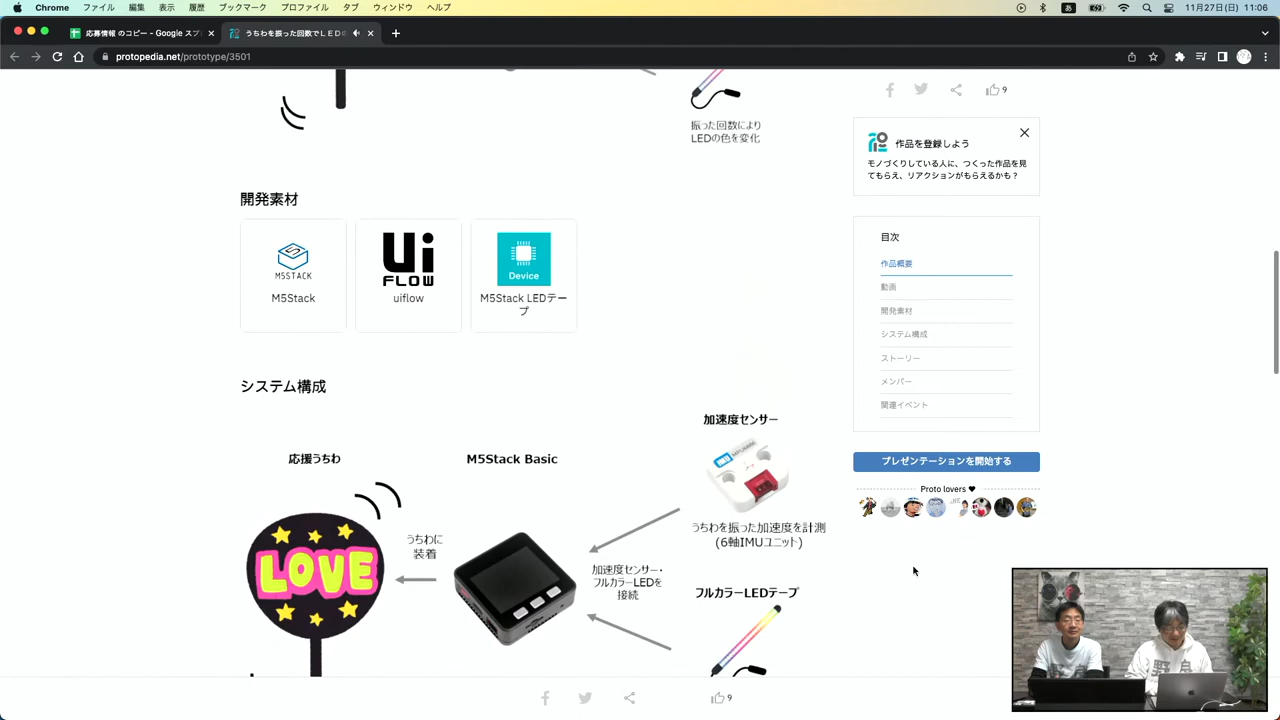 Chrome ファイル 編集 表示 履歴 ブックマーク プロファイル タブ ウィンドウ ヘルプ
あ 11月27日(日) 11:06
応募情報 のコピー - Google スプ
うちわを振った回数でＬＥＤの
protopedia.net/prototype/3501
9
振った回数により
LEDの色を変化
作品を登録しよう
モノづくりしている人に、つくった作品を見
てもらえ、リアクションがもらえるかも？
開発素材
M5STACK
M5Stack
Ui
FLOW
uiflow
Device
M5Stack LEDテー
プ
目次
作品概要
動画
開発素材
システム構成
ストーリー
メンバー
関連イベント
プレゼンテーションを開始する
Proto lovers
システム構成
応援うちわ
M5Stack Basic
加速度センサー
うちわを振った加速度を計測
(6軸IMUユニット)
LOVE
うちわに
装着
加速度センサー・
フルカラーLEDを
接続
フルカラーLEDテープ
9